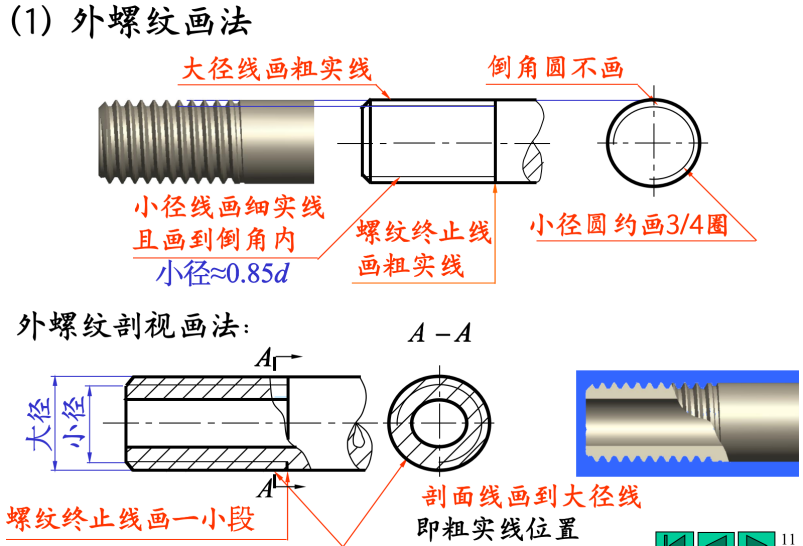 (1) 外螺纹画法
大径线画粗实线
倒角圆不画
小径线画细实线
且画到倒角内
小径≈0.85d
螺纹终止线
画粗实线
小径圆约画3/4圈
外螺纹剖视画法:
A
A－A
大径
小径
A
螺纹终止线画一小段
剖面线画到大径线
即粗实线位置
11